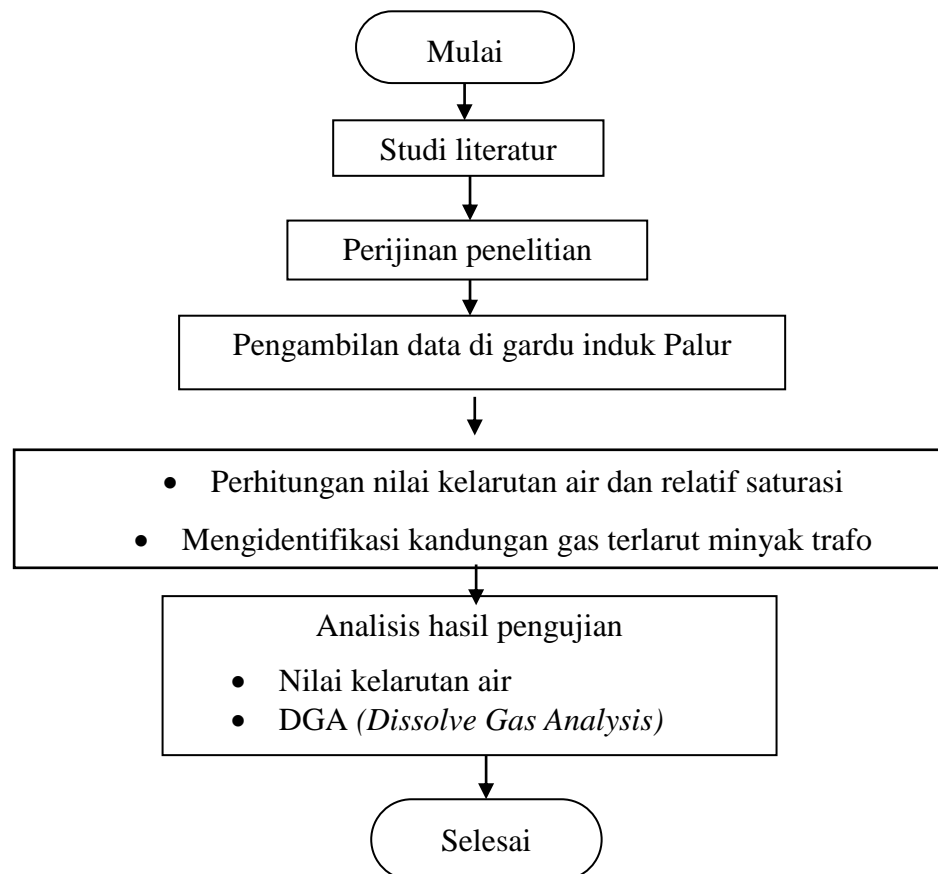 Mulai
Studi literatur
Perijinan penelitian
Pengambilan data di gardu induk Palur
• Perhitungan nilai kelarutan air dan relatif saturasi
• Mengidentifikasi kandungan gas terlarut minyak trafo
Analisis hasil pengujian
• Nilai kelarutan air
• DGA (Dissolve Gas Analysis)
Selesai